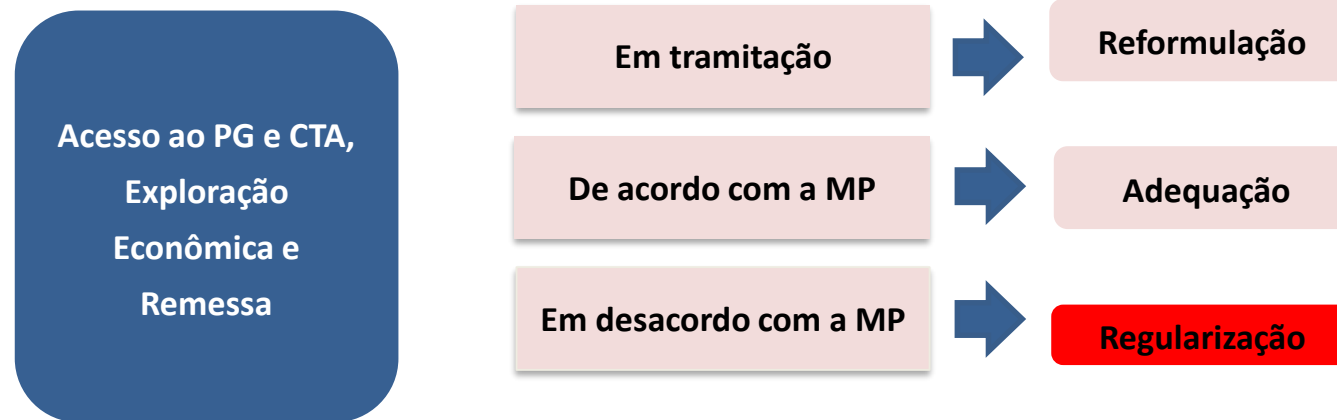 Acesso ao PG e CTA,
Exploração
Econômica e
Remessa
Em tramitação
Reformulação
De acordo com a MP
Adequação
Em desacordo com a MP
Regularização